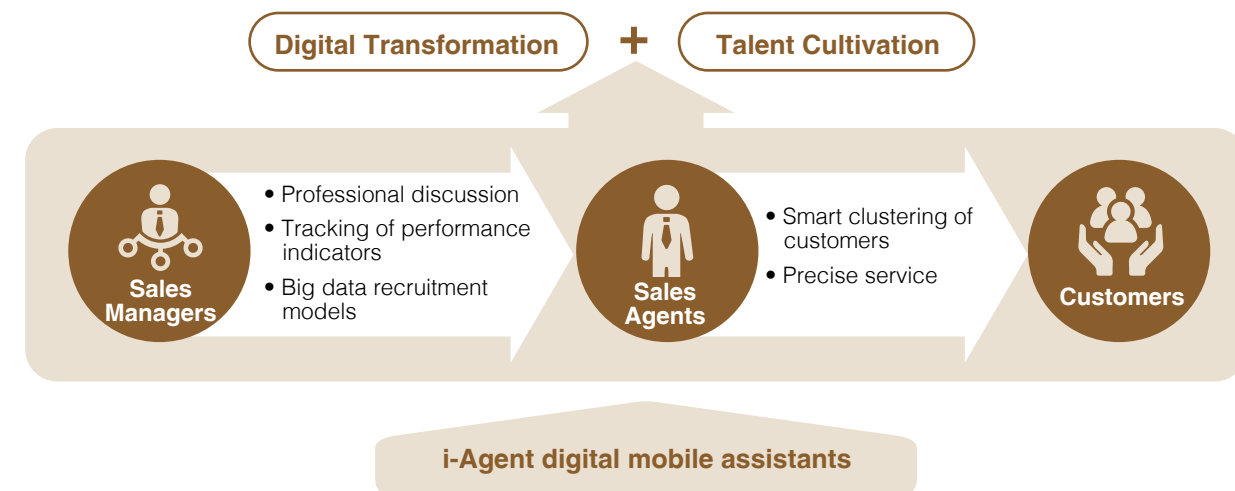 Digital Transformation + Talent Cultivation
Sales
Managers
• Professional discussion
• Tracking of performance
indicators
• Big data recruitment
models
Sales
Agents
• Smart clustering of
customers
• Precise service
Customers
i-Agent digital mobile assistants